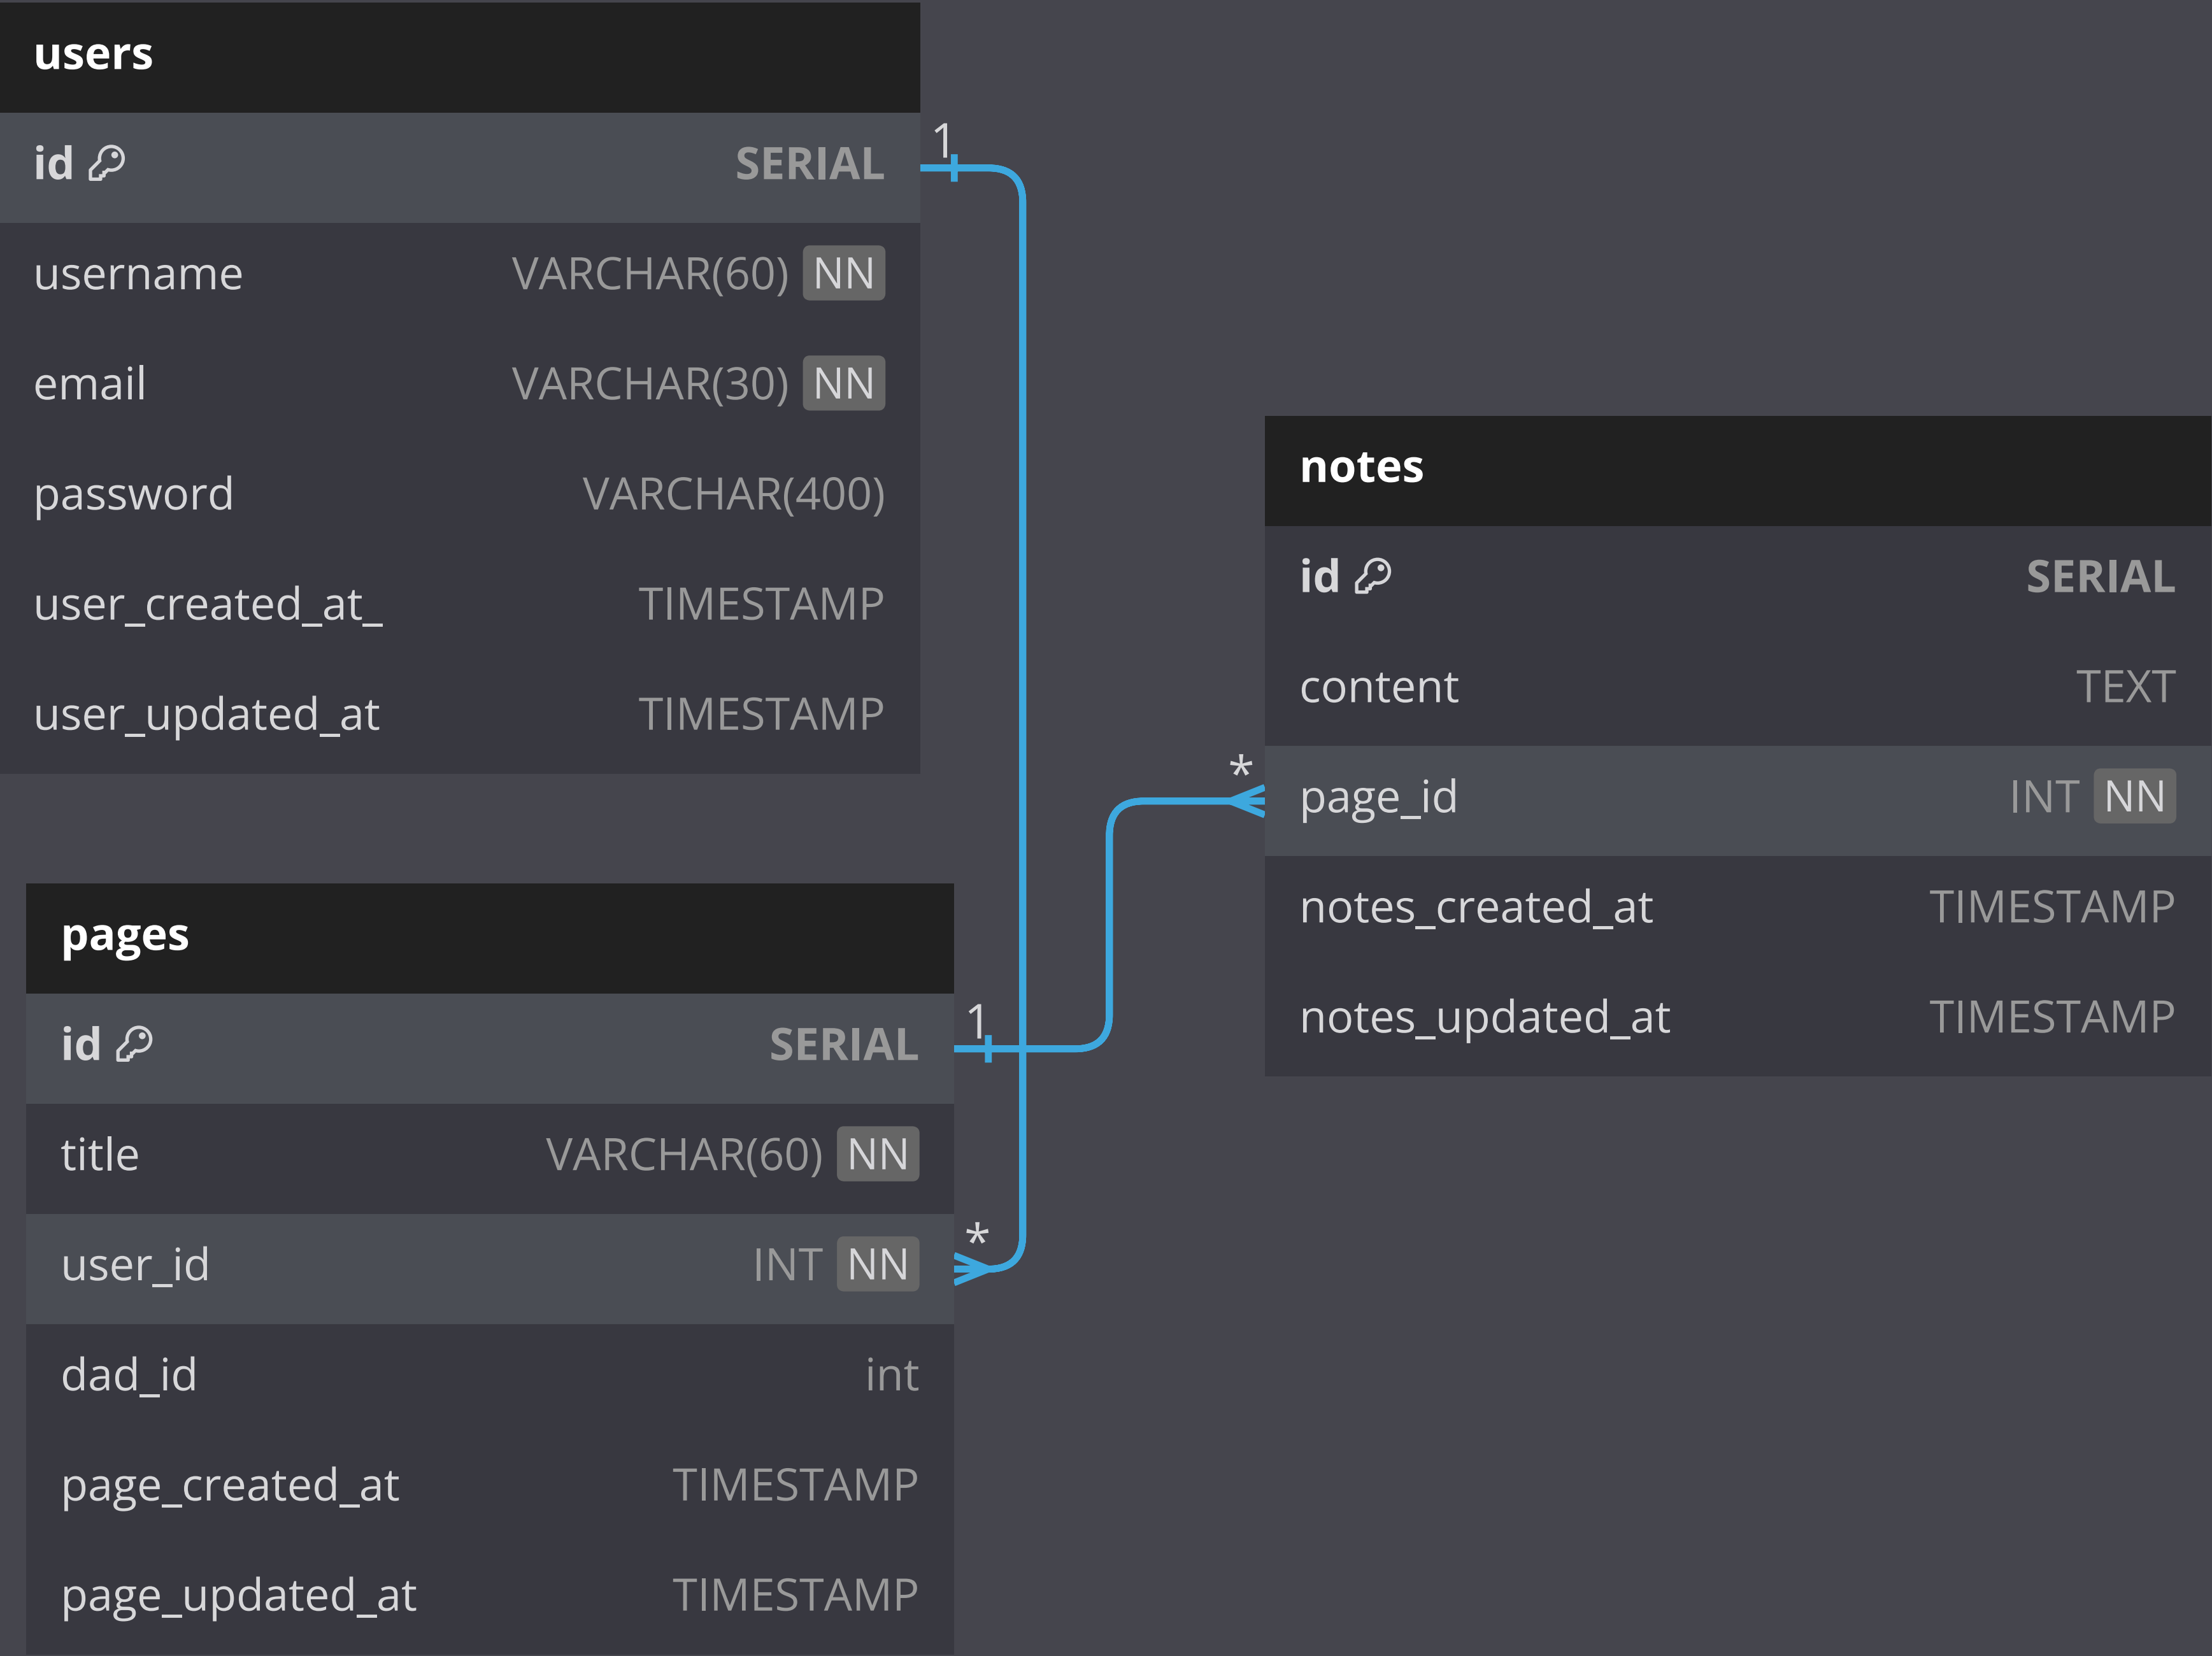 users
id SERIAL
username VARCHAR(60) NN
email VARCHAR(30) NN
password VARCHAR(400)
user_created_at_ TIMESTAMP
user_updated_at TIMESTAMP
1
notes
id SERIAL
content TEXT
*
page_id INT NN
notes_created_at TIMESTAMP
notes_updated_at TIMESTAMP
pages
1
id SERIAL
title VARCHAR(60) NN
*
user_id INT NN
dad_id int
page_created_at TIMESTAMP
page_updated_at TIMESTAMP